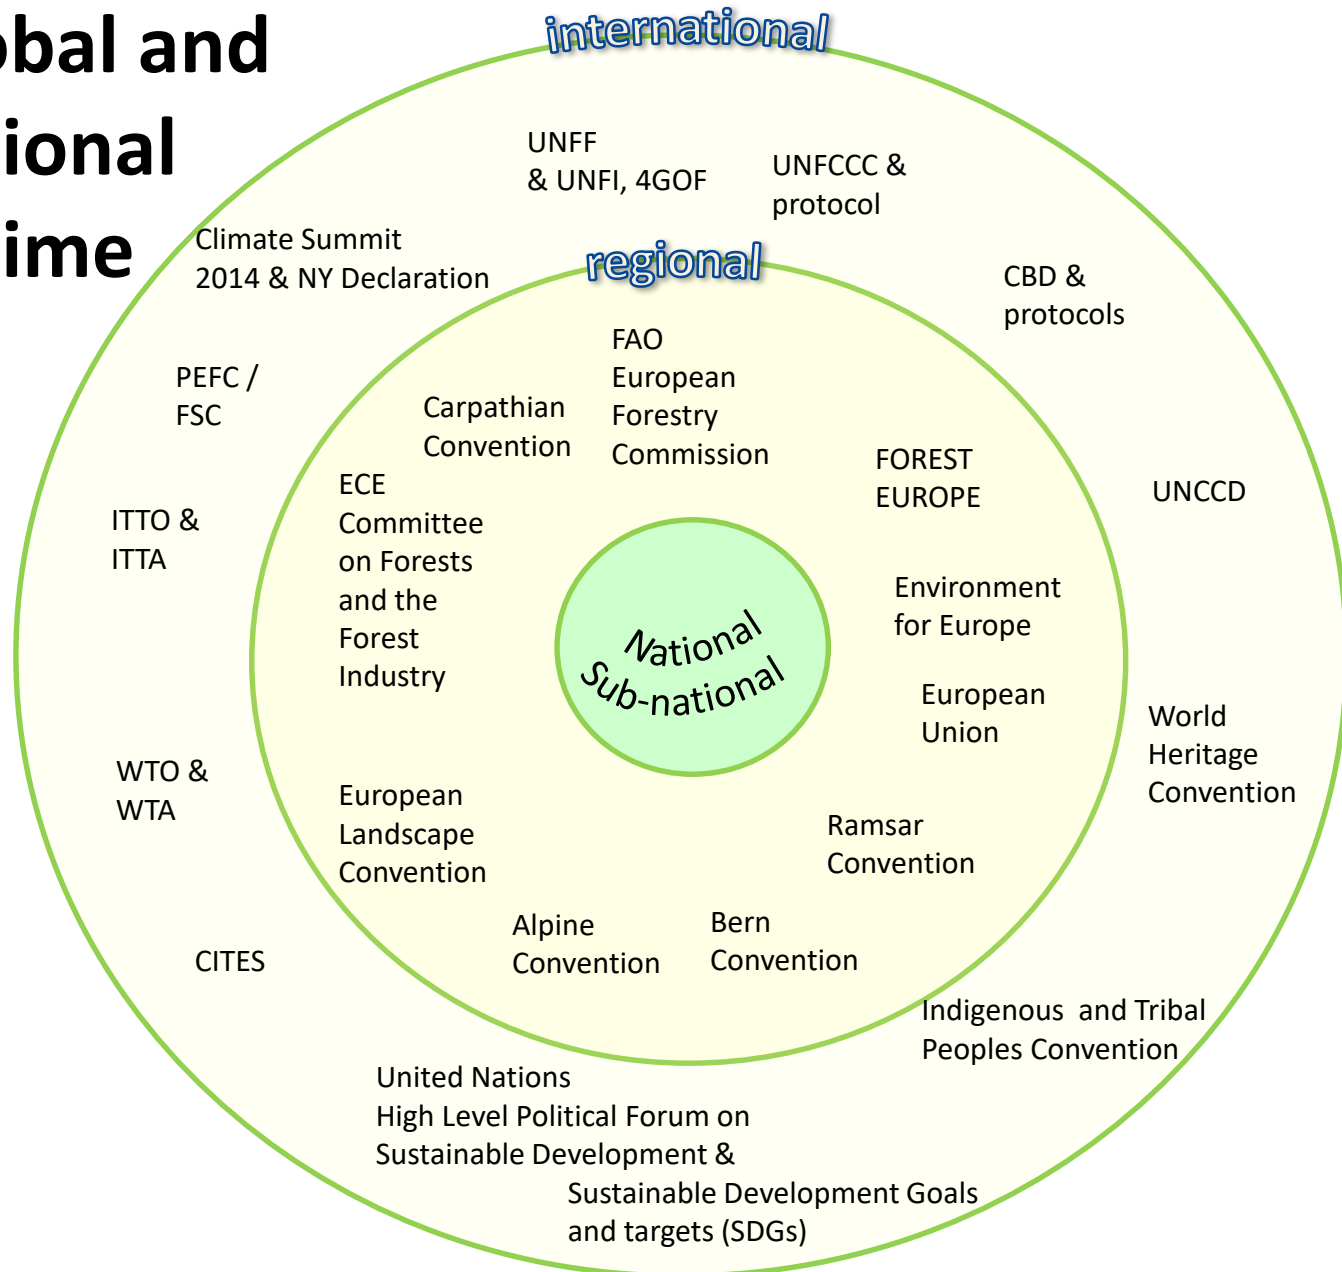 obal and
ional
ime
international
UNFF
& UNFI, 4GOF
UNFCCC &
protocol
Climate Summit
2014 & NY Declaration
regional
CBD &
protocols
PEFC /
FSC
FAO
European
Forestry
Commission
Carpathian
Convention
FOREST
EUROPE
ECE
Committee
on Forests
and the
Forest
Industry
UNCCD
ITTO &
ITTA
Environment
for Europe
National
Sub-national
European
Union
World
Heritage
Convention
WTO &
WTA
European
Landscape
Convention
Ramsar
Convention
Alpine
Convention
Bern
Convention
CITES
Indigenous  and Tribal
Peoples Convention
United Nations
High Level Political Forum on
Sustainable Development &
Sustainable Development Goals
and targets (SDGs)